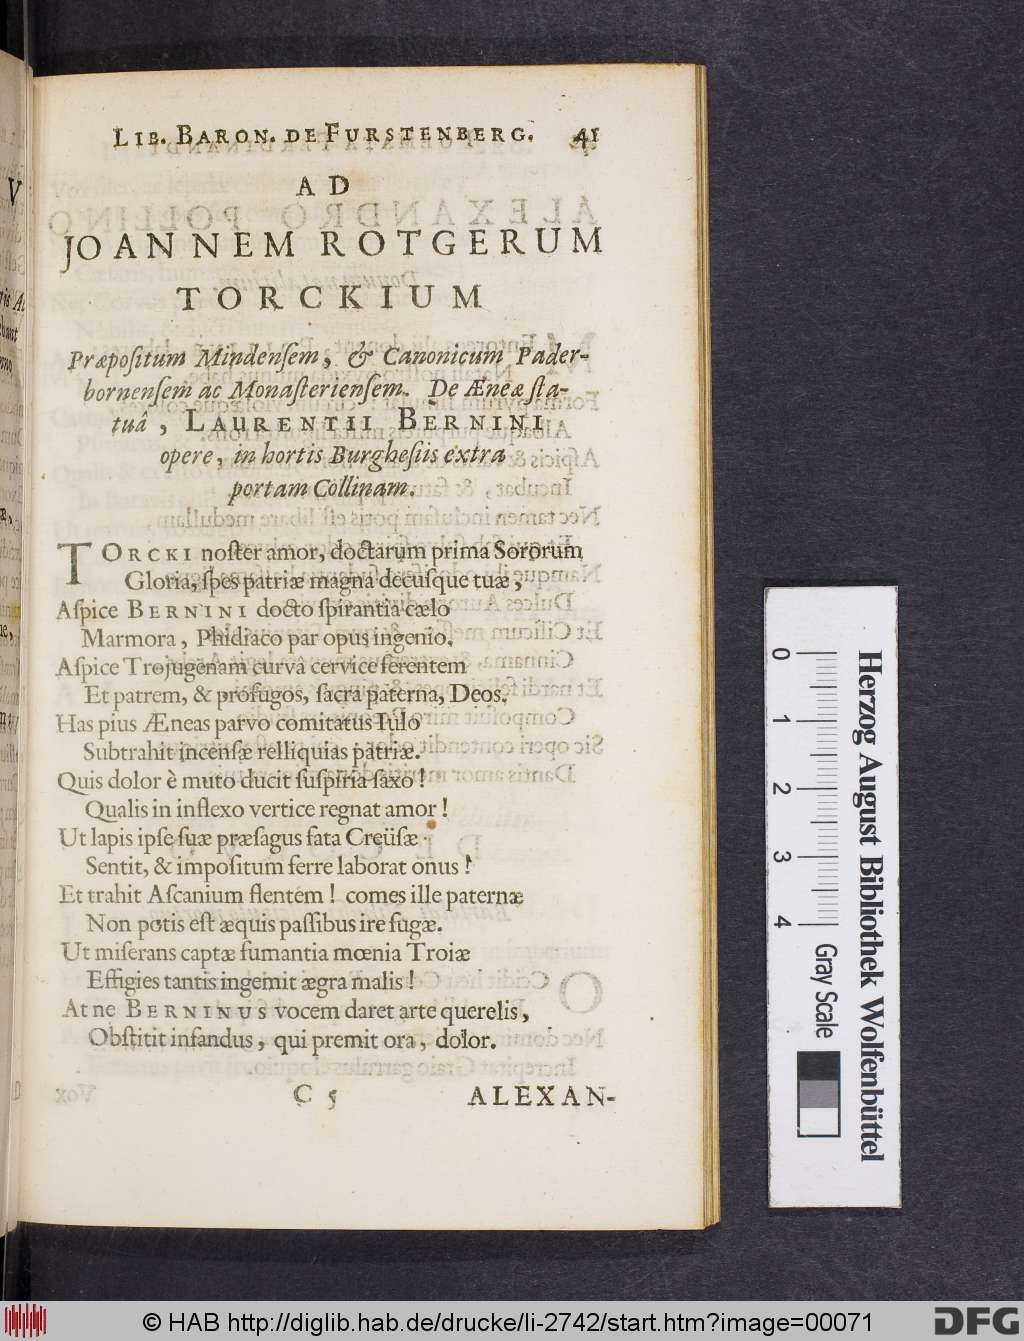 LIB. BARON. DE FURSTENBERG. 41
AD
JOANNEM ROTGERUM
TORCKIUM
Præpoſitum Mindenſem, & Canonicum Pader-
bornenſem ac Monaſterienſem. De Æneæ ſta-
tuâ, LAURENTII BERNINI
opere, in hortis Burgheſiis extra
portam Collinam.
TORCKI noſter amor, doctarum prima Sororum
Gloria, ſpes patriæ magna decuſque tuæ,
Aſpice BERNINI docto ſpirantia cælo
Marmora, Phidiaco par opus ingenio.
Aſpice Trojugenam curvâ cervice ferentem
Et patrem, & profugos, ſacra paterna, Deos.
Has pius Æneas parvo comitatus Iulo
Subtrahit incenſæ relliquias patriæ.
Quis dolor è muto ducit ſuſpiria ſaxo!
Qualis in inflexo vertice regnat amor!
Ut lapis ipſe ſuæ præſagus fata Creüſæ
Sentit, & impoſitum ferre laborat onus!
Et trahit Aſcanium flentem! comes ille paternæ
Non potis eſt æquis paſſibus ire fugæ.
Ut miſerans captæ fumantia mœnia Troiæ
Effigies tantis ingemit ægra malis!
At ne BERNINUS vocem daret arte querelis,
Obſtitit infandus, qui premit ora, dolor.
C 5 ALEXAN-
0 1 2 3 4 Gray Scale
Herzog August Bibliothek Wolfenbüttel
© HAB http://diglib.hab.de/drucke/li-2742/start.htm?image=00071
DFG